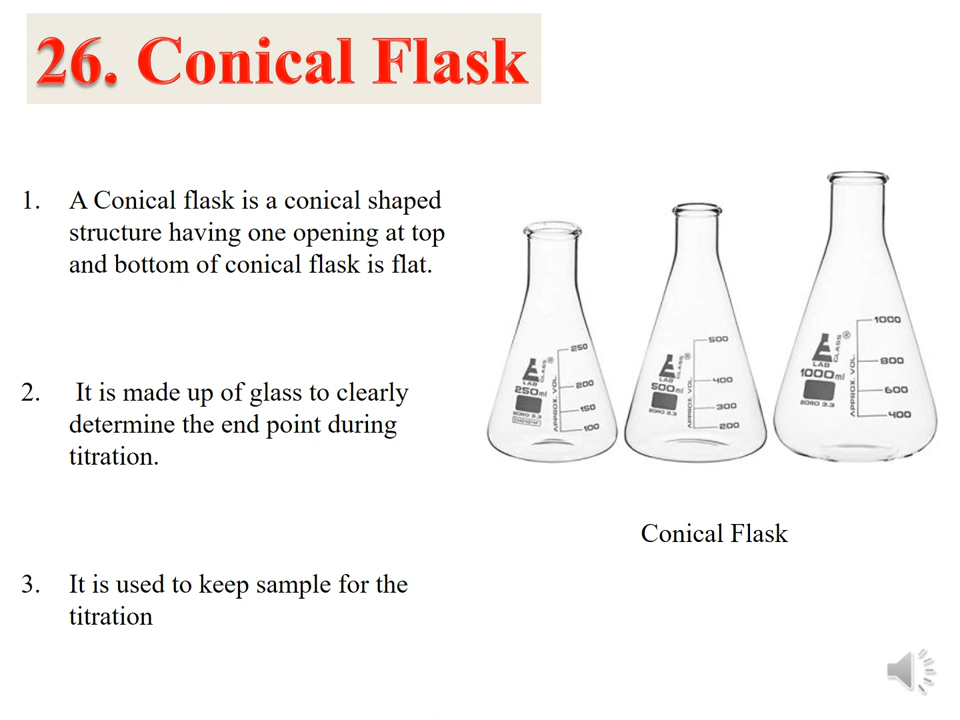 26. Conical Flask
1. A Conical flask is a conical shaped
structure having one opening at top
and bottom of conical flask is flat.
2. It is made up of glass to clearly
determine the end point during
titration.
3. It is used to keep sample for the
titration
250
200
150
100
LAB
GLASS
250ml
BORO 3.3
APPROX. VOL.
500
400
300
200
LAB
GLASS
500ml
BORO 3.3
APPROX. VOL.
1000
800
600
400
LAB
GLASS
1000ml
BORO 3.3
APPROX. VOL.
Conical Flask